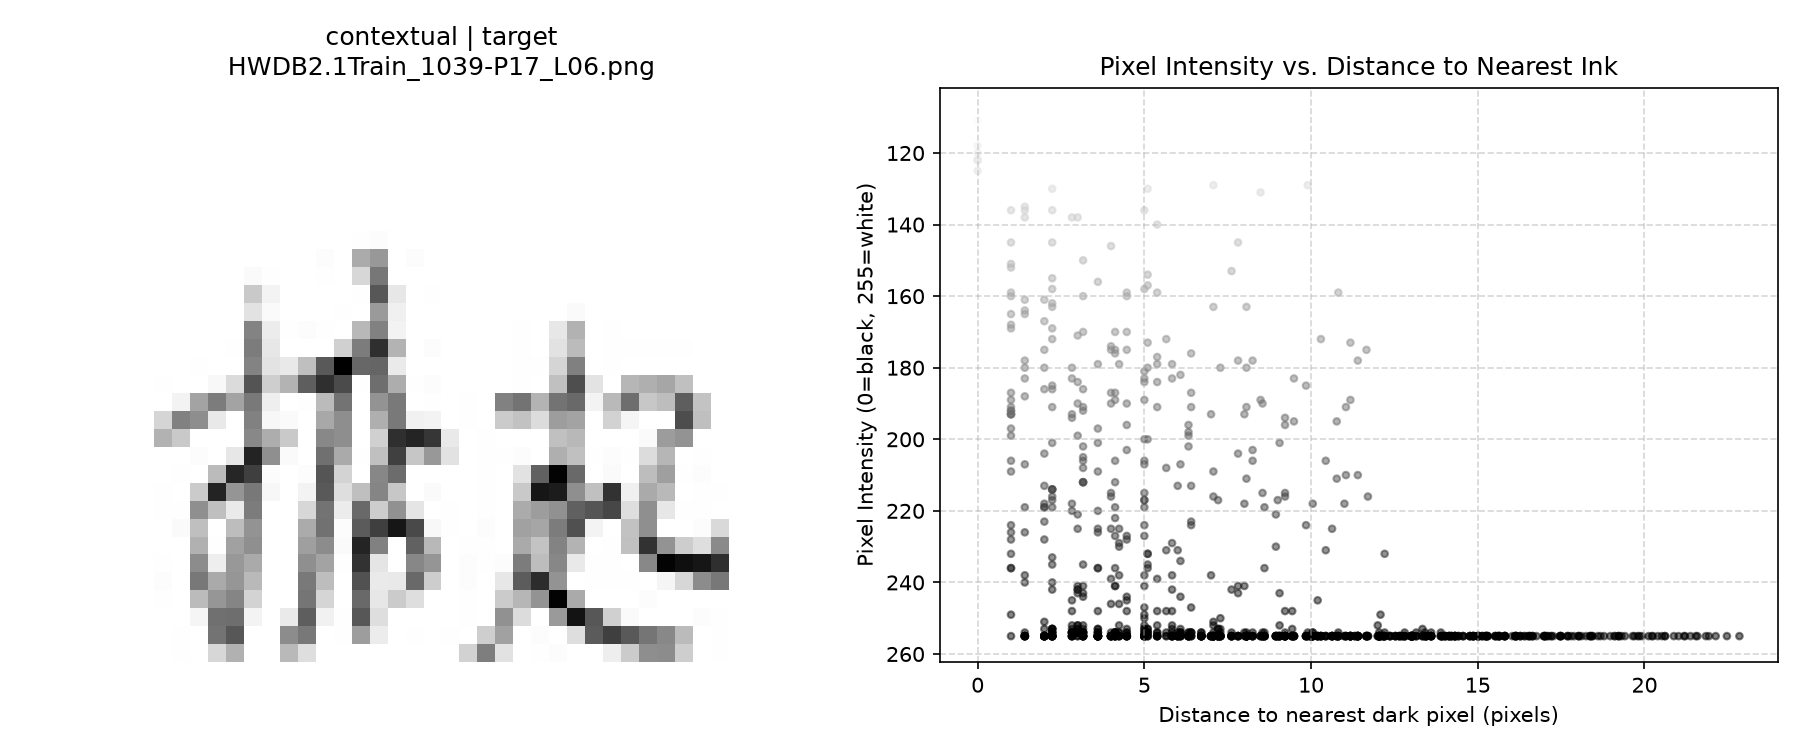 contextual | target
HWDB2.1Train_1039-P17_L06.png
Pixel Intensity vs. Distance to Nearest Ink
Pixel Intensity (0=black, 255=white)
120
140
160
180
200
220
240
260
0 5 10 15 20
Distance to nearest dark pixel (pixels)